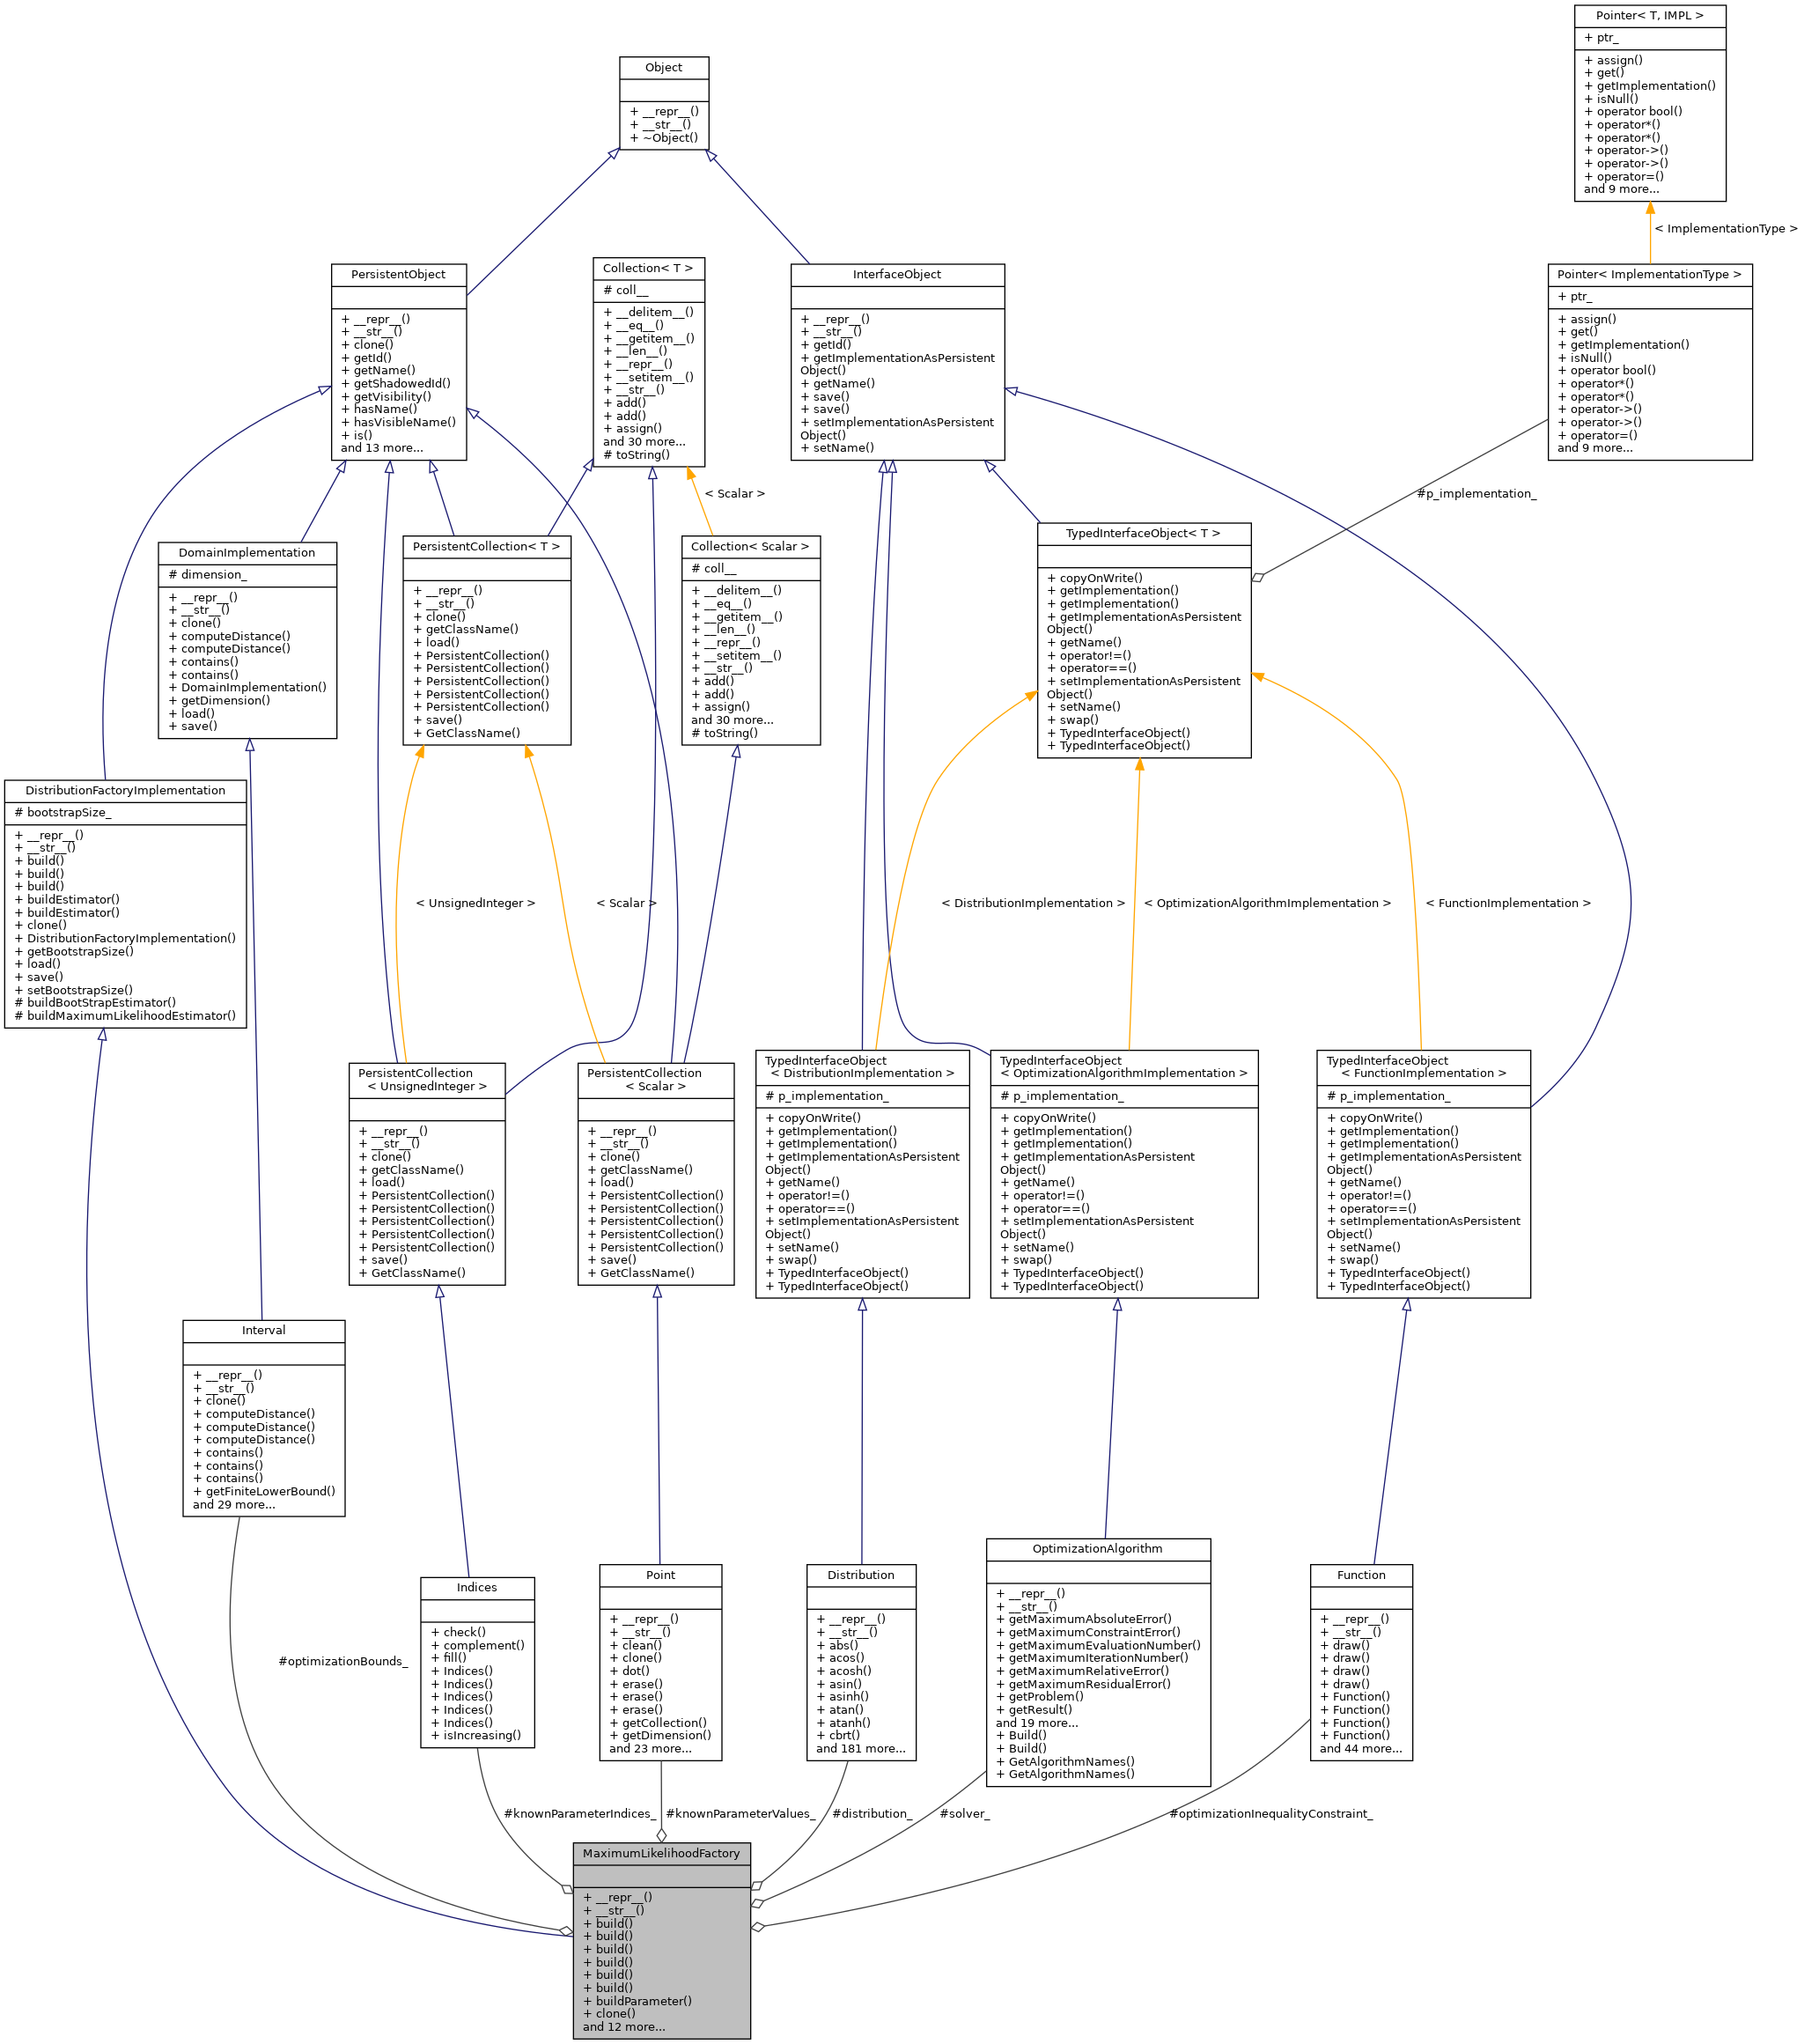 Pointer< T, IMPL >
+ ptr_
+ assign()
+ get()
+ getImplementation()
+ isNull()
+ operator bool()
+ operator*()
+ operator*()
+ operator->()
+ operator->()
+ operator=()
and 9 more...
Object
+ __repr__()
+ __str__()
+ ~Object()
< ImplementationType >
PersistentObject
+ __repr__()
+ __str__()
+ clone()
+ getId()
+ getName()
+ getShadowedId()
+ getVisibility()
+ hasName()
+ hasVisibleName()
+ is()
and 13 more...
Collection< T >
# coll__
+ __delitem__()
+ __eq__()
+ __getitem__()
+ __len__()
+ __repr__()
+ __setitem__()
+ __str__()
+ add()
+ add()
+ assign()
and 30 more...
# toString()
InterfaceObject
+ __repr__()
+ __str__()
+ getId()
+ getImplementationAsPersistent
Object()
+ getName()
+ save()
+ save()
+ setImplementationAsPersistent
Object()
+ setName()
Pointer< ImplementationType >
+ ptr_
+ assign()
+ get()
+ getImplementation()
+ isNull()
+ operator bool()
+ operator*()
+ operator*()
+ operator->()
+ operator->()
+ operator=()
and 9 more...
< Scalar >
#p_implementation_
DomainImplementation
# dimension_
+ __repr__()
+ __str__()
+ clone()
+ computeDistance()
+ computeDistance()
+ contains()
+ contains()
+ DomainImplementation()
+ getDimension()
+ load()
+ save()
PersistentCollection< T >
+ __repr__()
+ __str__()
+ clone()
+ getClassName()
+ load()
+ PersistentCollection()
+ PersistentCollection()
+ PersistentCollection()
+ PersistentCollection()
+ PersistentCollection()
+ save()
+ GetClassName()
Collection< Scalar >
# coll__
+ __delitem__()
+ __eq__()
+ __getitem__()
+ __len__()
+ __repr__()
+ __setitem__()
+ __str__()
+ add()
+ add()
+ assign()
and 30 more...
# toString()
TypedInterfaceObject< T >
+ copyOnWrite()
+ getImplementation()
+ getImplementation()
+ getImplementationAsPersistent
Object()
+ getName()
+ operator!=()
+ operator==()
+ setImplementationAsPersistent
Object()
+ setName()
+ swap()
+ TypedInterfaceObject()
+ TypedInterfaceObject()
DistributionFactoryImplementation
# bootstrapSize_
+ __repr__()
+ __str__()
+ build()
+ build()
+ build()
+ buildEstimator()
+ buildEstimator()
+ clone()
+ DistributionFactoryImplementation()
+ getBootstrapSize()
+ load()
+ save()
+ setBootstrapSize()
# buildBootStrapEstimator()
# buildMaximumLikelihoodEstimator()
< UnsignedInteger >
< Scalar >
< DistributionImplementation >
< OptimizationAlgorithmImplementation >
< FunctionImplementation >
PersistentCollection
< UnsignedInteger >
+ __repr__()
+ __str__()
+ clone()
+ getClassName()
+ load()
+ PersistentCollection()
+ PersistentCollection()
+ PersistentCollection()
+ PersistentCollection()
+ PersistentCollection()
+ save()
+ GetClassName()
PersistentCollection
< Scalar >
+ __repr__()
+ __str__()
+ clone()
+ getClassName()
+ load()
+ PersistentCollection()
+ PersistentCollection()
+ PersistentCollection()
+ PersistentCollection()
+ PersistentCollection()
+ save()
+ GetClassName()
TypedInterfaceObject
< DistributionImplementation >
# p_implementation_
+ copyOnWrite()
+ getImplementation()
+ getImplementation()
+ getImplementationAsPersistent
Object()
+ getName()
+ operator!=()
+ operator==()
+ setImplementationAsPersistent
Object()
+ setName()
+ swap()
+ TypedInterfaceObject()
+ TypedInterfaceObject()
TypedInterfaceObject
< OptimizationAlgorithmImplementation >
# p_implementation_
+ copyOnWrite()
+ getImplementation()
+ getImplementation()
+ getImplementationAsPersistent
Object()
+ getName()
+ operator!=()
+ operator==()
+ setImplementationAsPersistent
Object()
+ setName()
+ swap()
+ TypedInterfaceObject()
+ TypedInterfaceObject()
TypedInterfaceObject
< FunctionImplementation >
# p_implementation_
+ copyOnWrite()
+ getImplementation()
+ getImplementation()
+ getImplementationAsPersistent
Object()
+ getName()
+ operator!=()
+ operator==()
+ setImplementationAsPersistent
Object()
+ setName()
+ swap()
+ TypedInterfaceObject()
+ TypedInterfaceObject()
Interval
+ __repr__()
+ __str__()
+ clone()
+ computeDistance()
+ computeDistance()
+ computeDistance()
+ contains()
+ contains()
+ contains()
+ getFiniteLowerBound()
and 29 more...
Indices
+ check()
+ complement()
+ fill()
+ Indices()
+ Indices()
+ Indices()
+ Indices()
+ Indices()
+ isIncreasing()
Point
+ __repr__()
+ __str__()
+ clean()
+ clone()
+ dot()
+ erase()
+ erase()
+ erase()
+ getCollection()
+ getDimension()
and 23 more...
Distribution
+ __repr__()
+ __str__()
+ abs()
+ acos()
+ acosh()
+ asin()
+ asinh()
+ atan()
+ atanh()
+ cbrt()
and 181 more...
OptimizationAlgorithm
+ __repr__()
+ __str__()
+ getMaximumAbsoluteError()
+ getMaximumConstraintError()
+ getMaximumEvaluationNumber()
+ getMaximumIterationNumber()
+ getMaximumRelativeError()
+ getMaximumResidualError()
+ getProblem()
+ getResult()
and 19 more...
+ Build()
+ Build()
+ GetAlgorithmNames()
+ GetAlgorithmNames()
Function
+ __repr__()
+ __str__()
+ draw()
+ draw()
+ draw()
+ draw()
+ Function()
+ Function()
+ Function()
+ Function()
and 44 more...
#optimizationBounds_
#knownParameterIndices_
#knownParameterValues_
#distribution_
#solver_
#optimizationInequalityConstraint_
MaximumLikelihoodFactory
+ __repr__()
+ __str__()
+ build()
+ build()
+ build()
+ build()
+ build()
+ build()
+ buildParameter()
+ clone()
and 12 more...